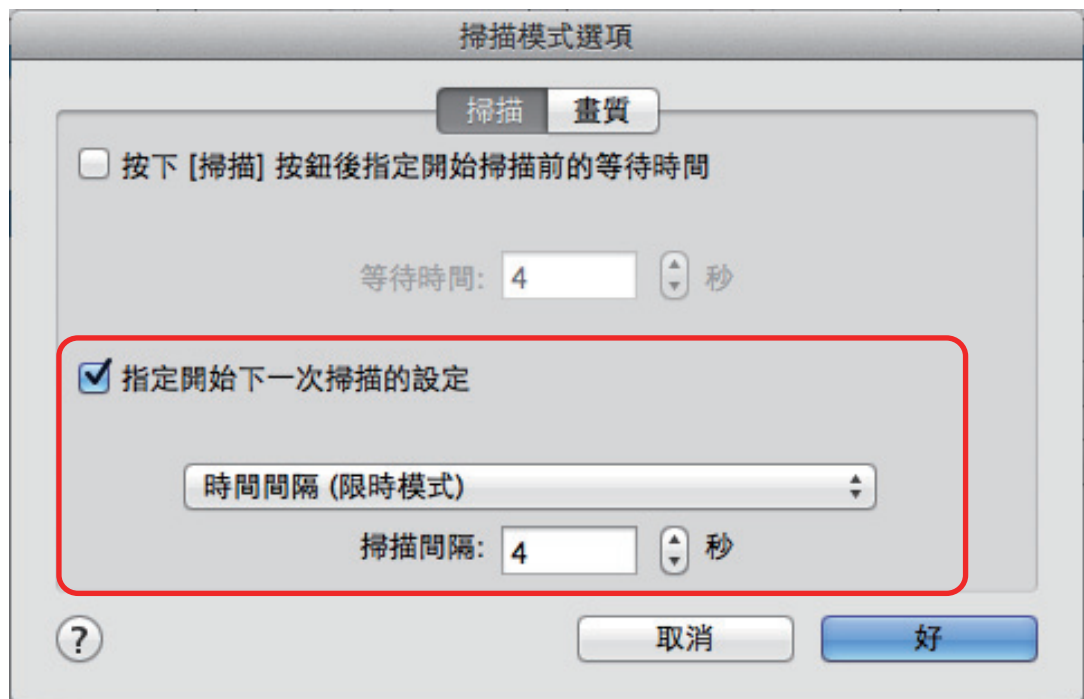 掃描模式選項
掃描 畫質
按下 [掃描] 按鈕後指定開始掃描前的等待時間
等待時間: 4 秒
指定開始下一次掃描的設定
時間間隔 (限時模式)
掃描間隔: 4 秒
? 取消 好